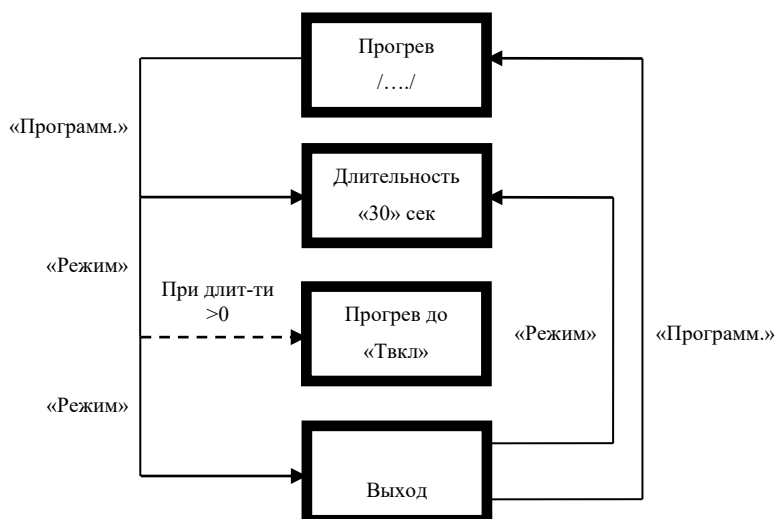 Прогрев
/…./
«Программ.»
Длительность
«30» сек
«Режим»
При длит-ти
>0
Прогрев до
«Твкл»
«Режим»
«Программ.»
«Режим»
Выход